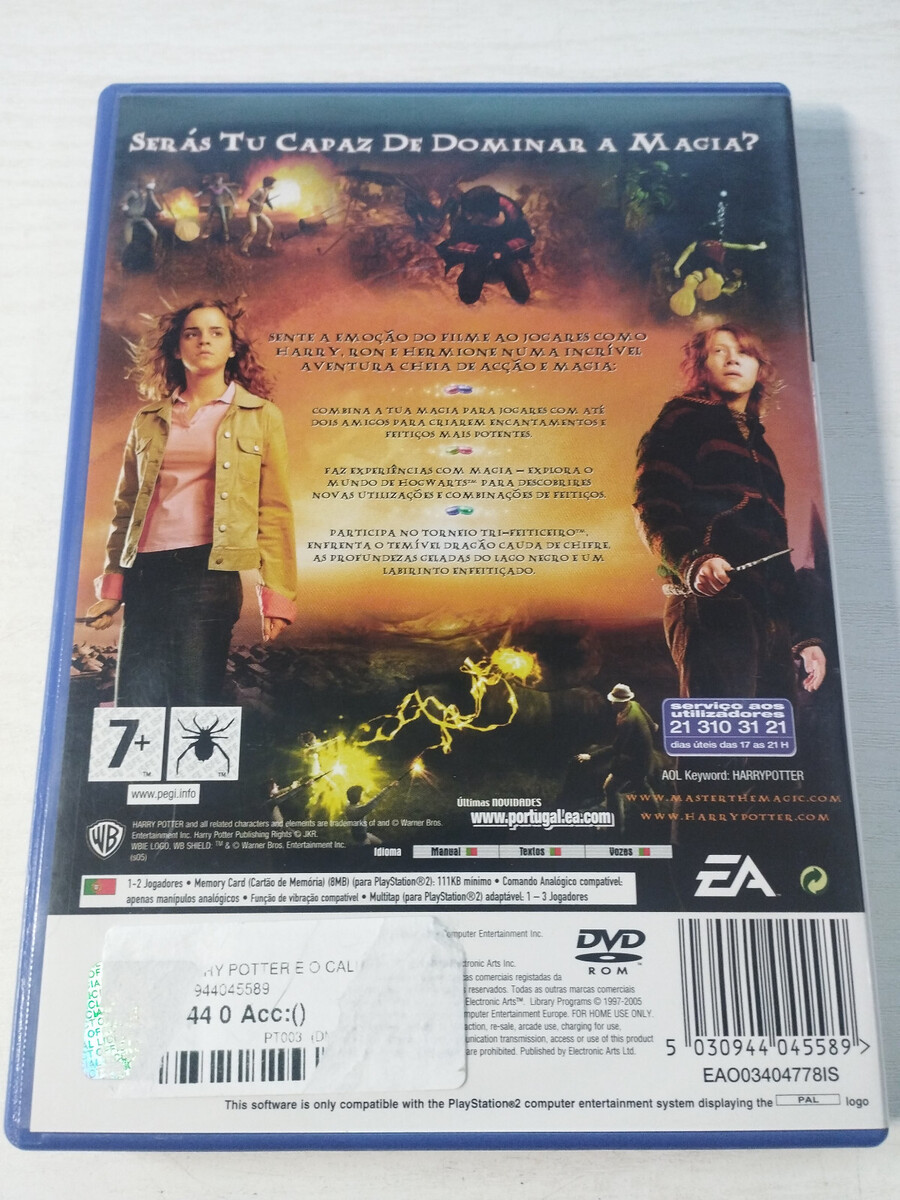 Serás Tu Capaz De Dominar a Magia?
Sente a emoção do filme ao jogares como
Harry, Ron e Hermione numa incrível
aventura cheia de acção e magia:
Combina a tua magia para jogares com até
dois amigos para criarem encantamentos e
feitiços mais potentes.
Faz experiências com magia – explora o
mundo de Hogwarts™ para descobrires
novas utilizações e combinações de feitiços.
Participa no Torneio Tri-Feiticeiro™,
enfrenta o temível Dragão Cauda de Chifre,
as profundezas geladas do Lago Negro e um
labirinto enfeitiçado.
7+
www.pegi.info
serviço aos
utilizadores
21 310 31 21
dias úteis das 17 as 21 H
AOL Keyword: HARRYPOTTER
www.masterthemagic.com
www.harrypotter.com
Últimas NOVIDADES
www.portugal.ea.com
WB
HARRY POTTER and all related characters and elements are trademarks of and © Warner Bros.
Entertainment Inc. Harry Potter Publishing Rights © JKR.
WBIE LOGO, WB SHIELD: ™ & © Warner Bros. Entertainment Inc.
(s05)
Idioma Manual Textos Vozes
EA
1-2 Jogadores • Memory Card (Cartão de Memória) (8MB) (para PlayStation®2): 111KB mínimo • Comando Analógico compatível:
apenas manípulos analógicos • Função de vibração compatível • Multitap (para PlayStation®2) adaptável: 1 – 3 Jogadores
Computer Entertainment Inc.
DVD
ROM
Electronic Arts Inc.
comerciais registadas da
reservados. Todas as outras marcas comerciais
Electronic Arts™. Library Programs © 1997-2005
Computer Entertainment Europe. FOR HOME USE ONLY.
re-sale, arcade use, charging for use,
transmission, access or use of this product
are prohibited. Published by Electronic Arts Ltd.
RY POTTER E O CAL
944045589
44 0 Acc:()
PT003
5 030944 045589 >
EAO03404778IS
This software is only compatible with the PlayStation®2 computer entertainment system displaying the PAL logo